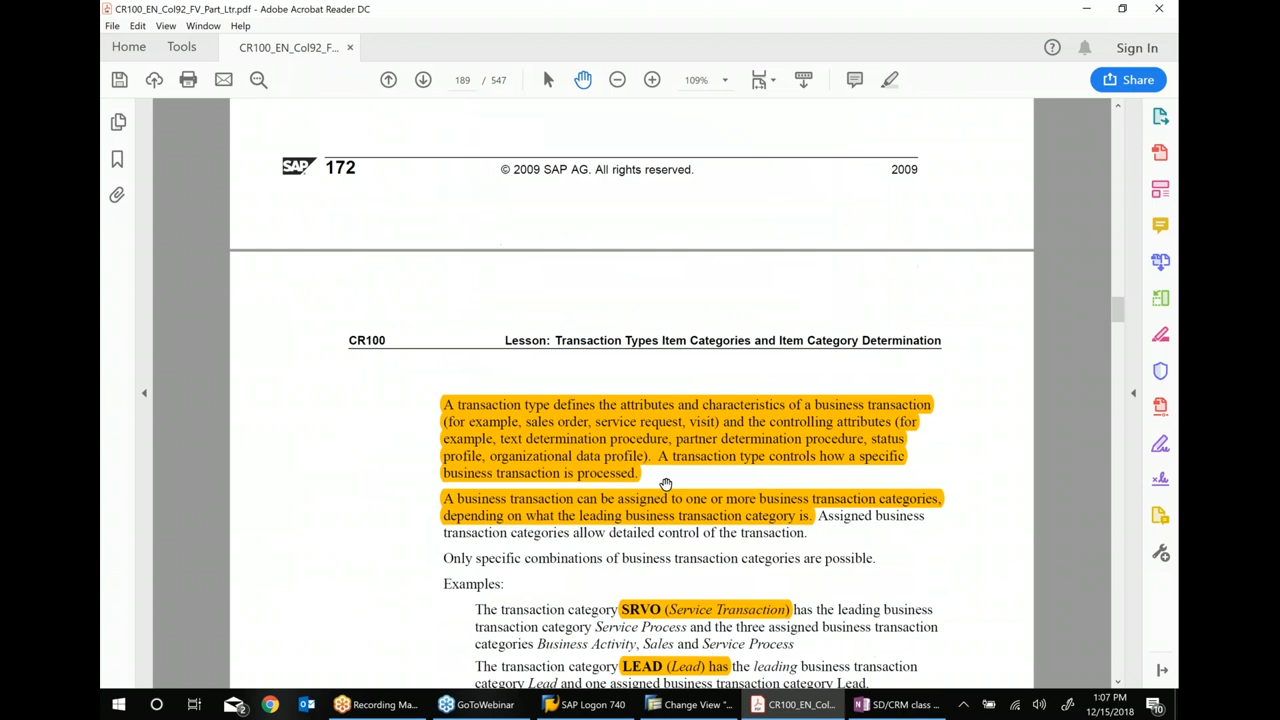 CR100_EN_Col92_FV_Part_Ltr.pdf - Adobe Acrobat Reader DC
File Edit View Window Help
Home Tools CR100_EN_Col92_F... × Sign In
189 / 547 109% Share
SAP 172 © 2009 SAP AG. All rights reserved. 2009
CR100 Lesson: Transaction Types Item Categories and Item Category Determination
A transaction type defines the attributes and characteristics of a business transaction
(for example, sales order, service request, visit) and the controlling attributes (for
example, text determination procedure, partner determination procedure, status
profile, organizational data profile). A transaction type controls how a specific
business transaction is processed.
A business transaction can be assigned to one or more business transaction categories,
depending on what the leading business transaction category is. Assigned business
transaction categories allow detailed control of the transaction.
Only specific combinations of business transaction categories are possible.
Examples:
The transaction category SRVO (Service Transaction) has the leading business
transaction category Service Process and the three assigned business transaction
categories Business Activity, Sales and Service Process
The transaction category LEAD (Lead) has the leading business transaction
category Lead and one assigned business transaction category Lead.
Recording Ma... GoToWebinar SAP Logon 740 Change View "... CR100_EN_Col... SD/CRM class ... 1:07 PM
12/15/2018